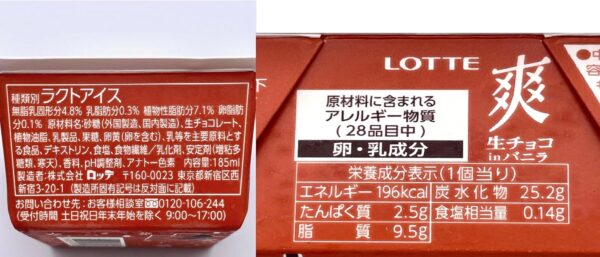 種類別ラクトアイス
無脂乳固形分4.8% 乳脂肪分0.3% 植物性脂肪分7.1% 卵脂肪
分0.1% 原材料名:砂糖(外国製造、国内製造)、生チョコレート、
植物油脂、乳製品、果糖、卵黄(卵を含む)、乳等を主要原料とす
る食品、デキストリン、食塩、食物繊維/乳化剤、安定剤(増粘多
糖類、寒天)、香料、pH調整剤、アナトー色素 内容量:185ml
製造者:株式会社 ロッテ 〒160-0023 東京都新宿区西
新宿3-20-1 (製造所固有記号は反対面に記載)
お問い合わせ先:お客様相談室 0120-106-244
(受付時間 土日祝日年末年始を除く 9:00~17:00)
下
LOTTE
爽
生チョコ
inバニラ
原材料に含まれる
アレルギー物質
(28品目中)
卵・乳成分
栄養成分表示(1個当り)
エネルギー 196kcal 炭水化物 25.2g
たんぱく質 2.5g 食塩相当量 0.14g
脂質 9.5g